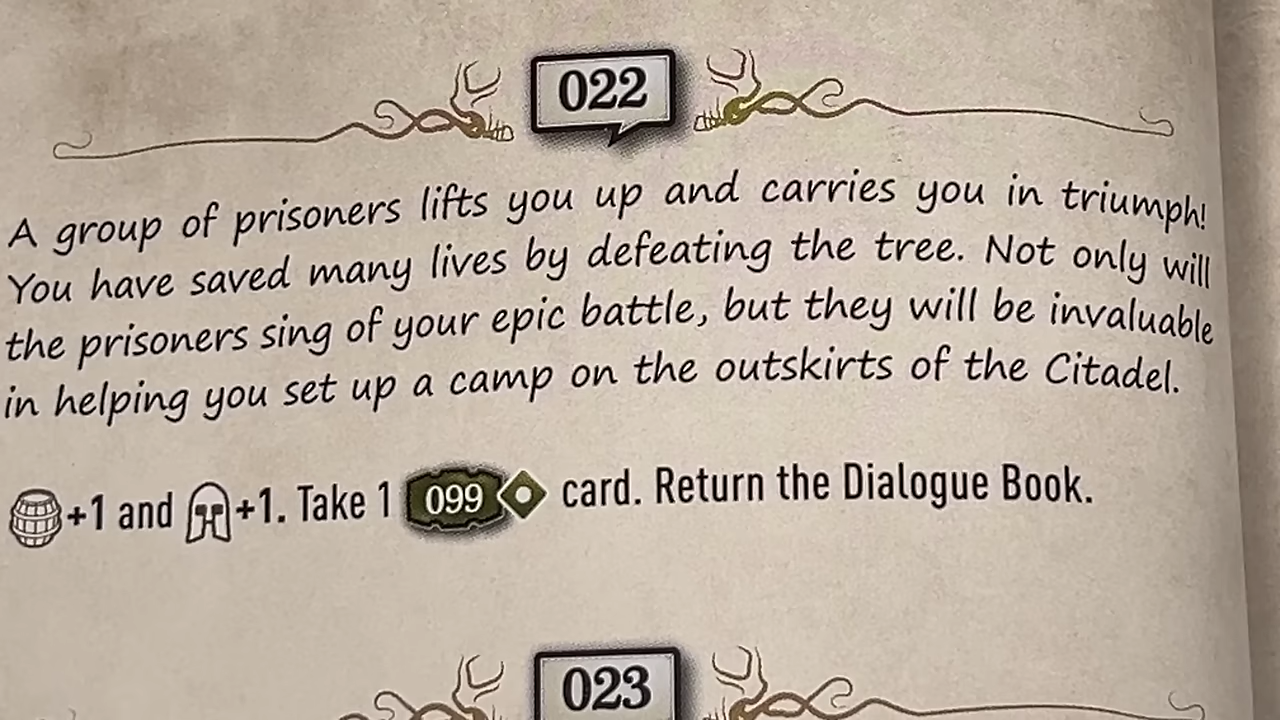 022
A group of prisoners lifts you up and carries you in triumph!
You have saved many lives by defeating the tree. Not only will
the prisoners sing of your epic battle, but they will be invaluable
in helping you set up a camp on the outskirts of the Citadel.
+1 and +1. Take 1 099 card. Return the Dialogue Book.
023